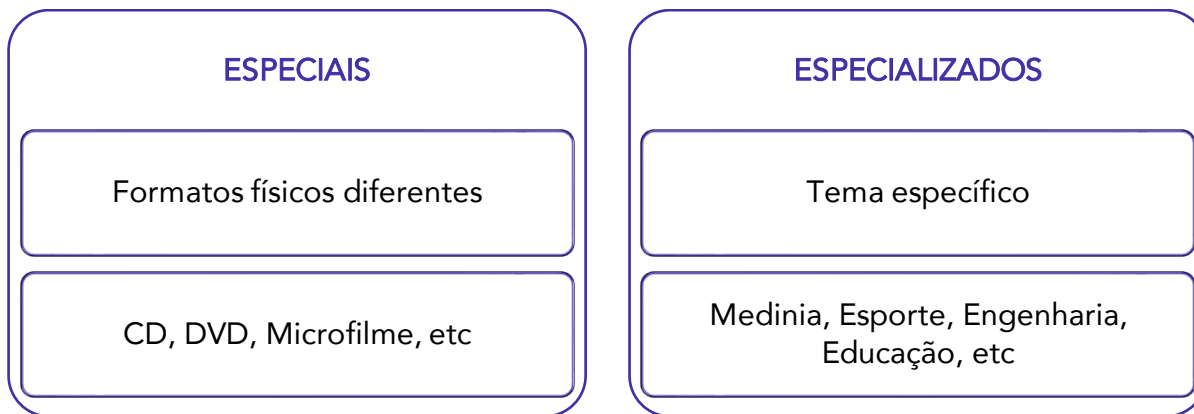 ESPECIAIS
Formatos físicos diferentes
CD, DVD, Microfilme, etc
ESPECIALIZADOS
Tema específico
Medinia, Esporte, Engenharia,
Educação, etc